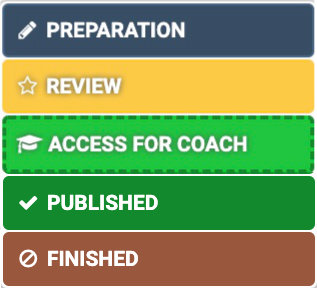 PREPARATION
REVIEW
ACCESS FOR COACH
PUBLISHED
FINISHED